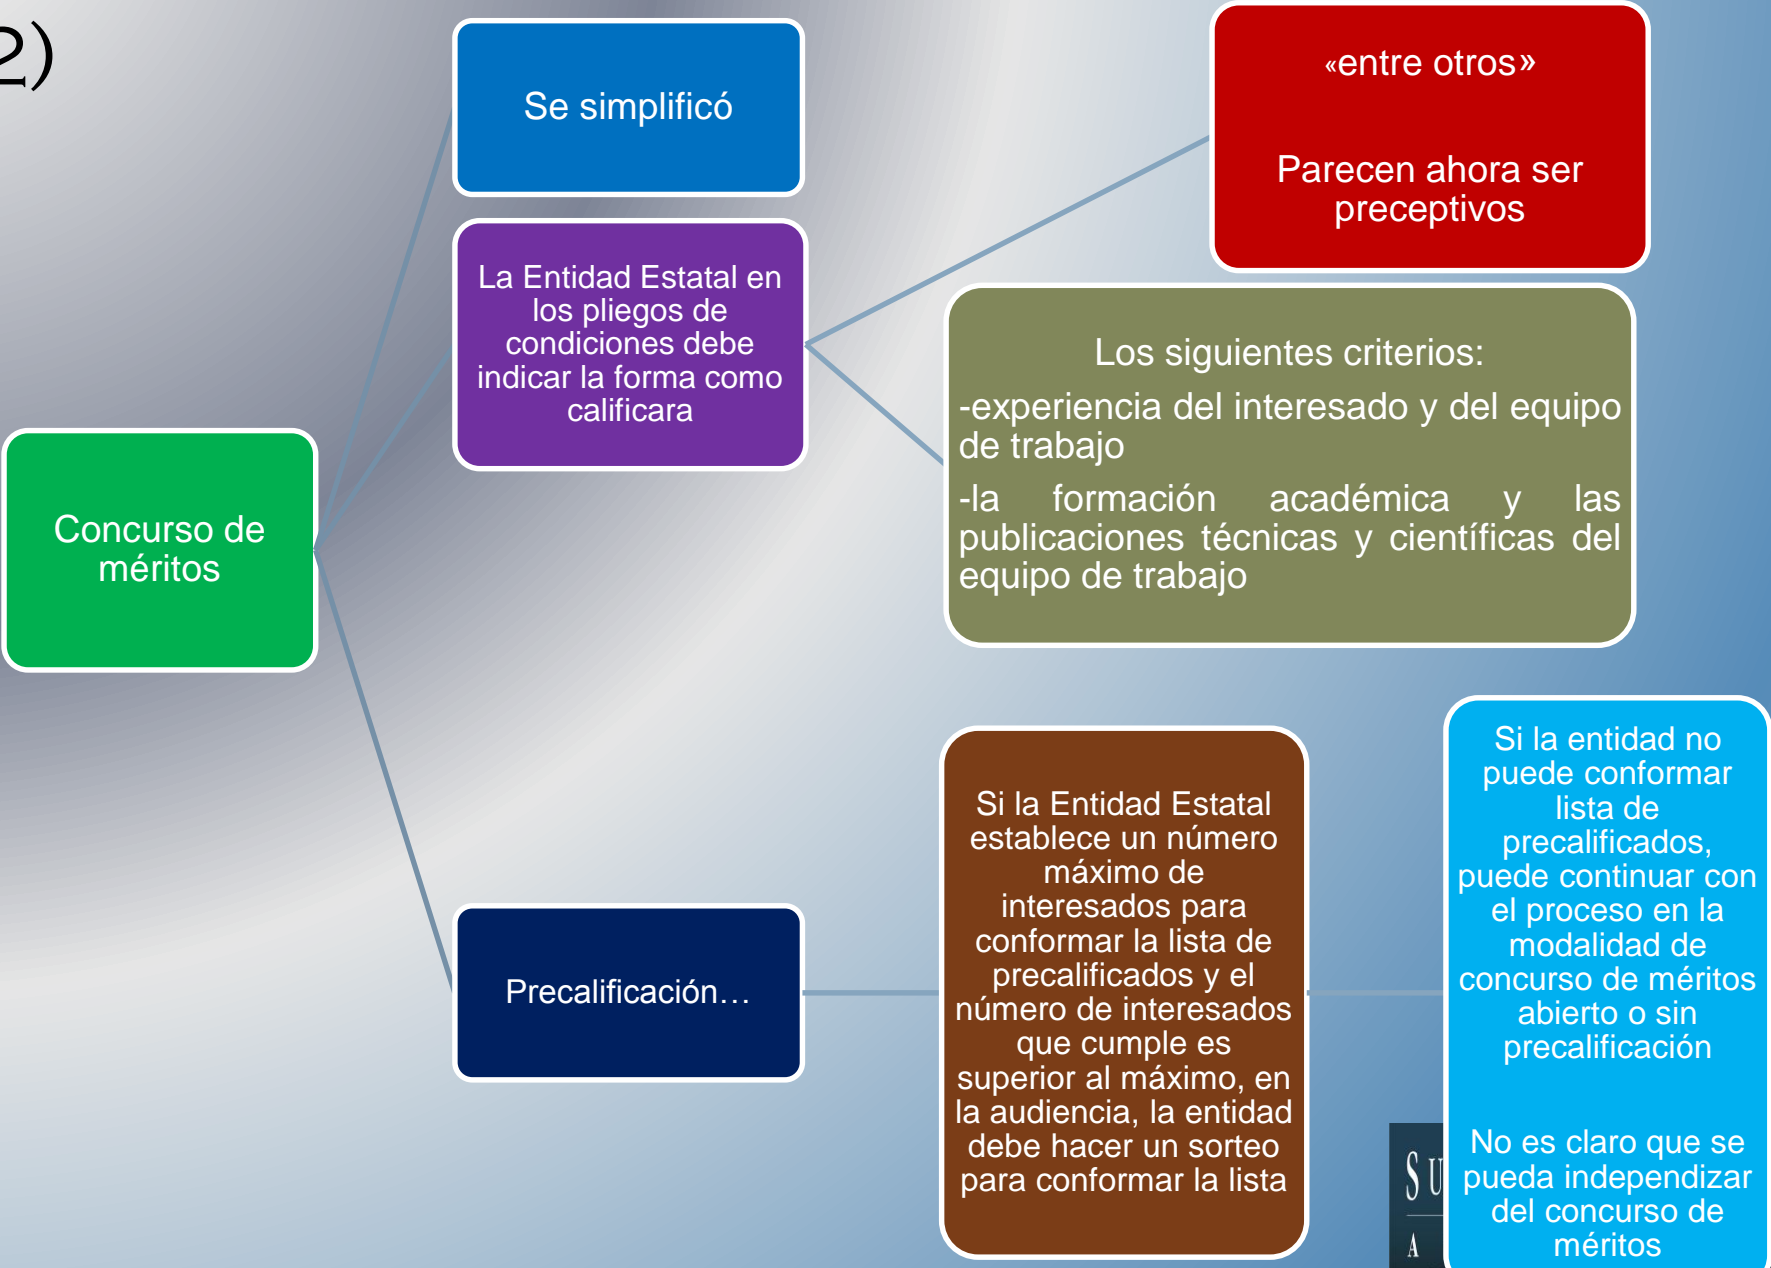 2)
Se simplificó
«entre otros»
Parecen ahora ser
preceptivos
La Entidad Estatal en
los pliegos de
condiciones debe
indicar la forma como
calificara
Los siguientes criterios:
-experiencia del interesado y del equipo
de trabajo
-la formación académica y las
publicaciones técnicas y científicas del
equipo de trabajo
Concurso de
méritos
Precalificación…
Si la Entidad Estatal
establece un número
máximo de
interesados para
conformar la lista de
precalificados y el
número de interesados
que cumple es
superior al máximo, en
la audiencia, la entidad
debe hacer un sorteo
para conformar la lista
Si la entidad no
puede conformar
lista de
precalificados,
puede continuar con
el proceso en la
modalidad de
concurso de méritos
abierto o sin
precalificación
No es claro que se
pueda independizar
del concurso de
méritos
SU
A